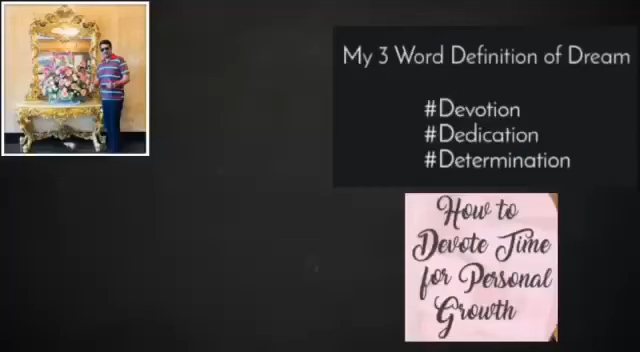 My 3 Word Definition of Dream
#Devotion
#Dedication
#Determination
How to
Devote Time
for Personal
Growth